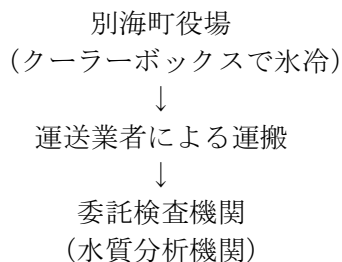 別海町役場
（クーラーボックスで氷冷）
↓
運送業者による運搬
↓
委託検査機関
（水質分析機関）